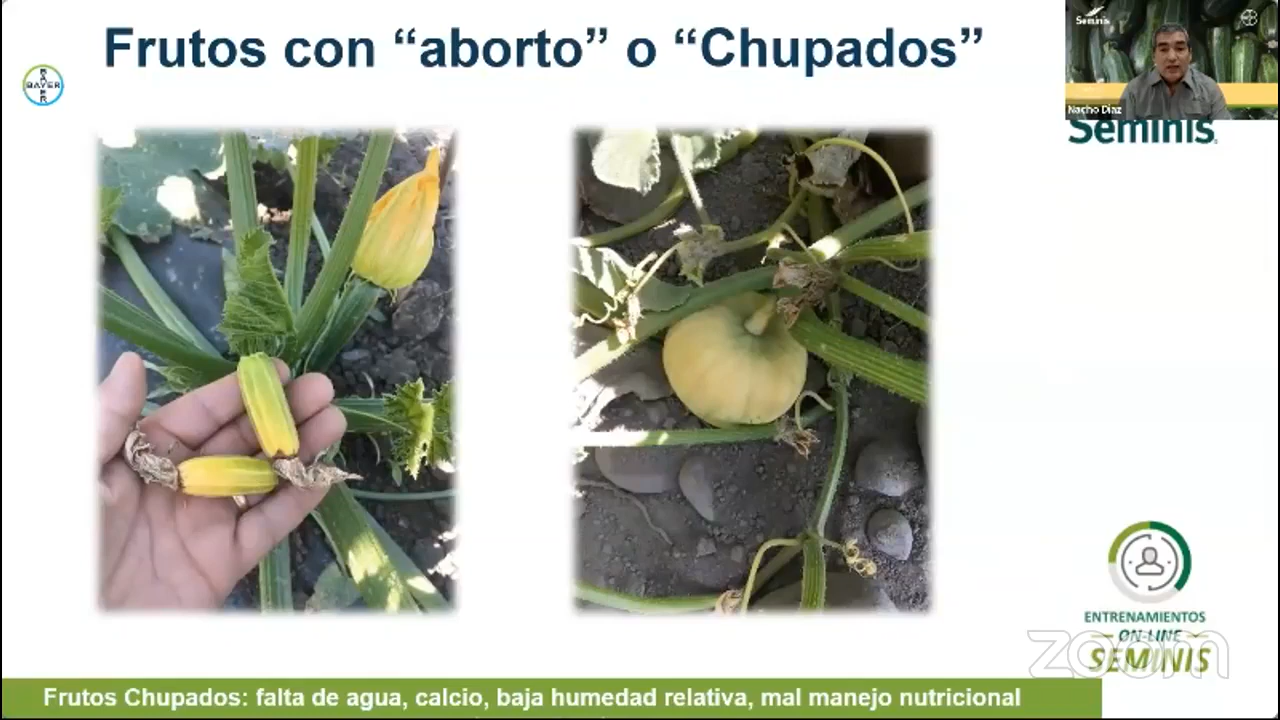 Frutos con “aborto” o “Chupados”
BAYER
BAYER
Seminis
Nacho Diaz
Seminis
ENTRENAMIENTOS
ON-LINE
SEMINIS
zoom
Frutos Chupados: falta de agua, calcio, baja humedad relativa, mal manejo nutricional